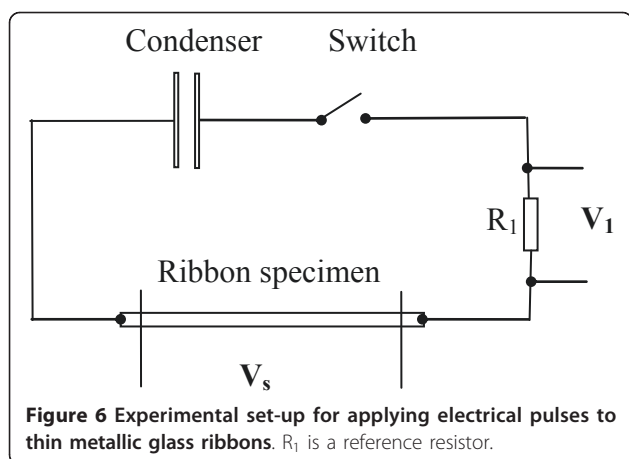 Condenser Switch
R₁ V₁
Ribbon specimen
Vₛ
Figure 6 Experimental set-up for applying electrical pulses to
thin metallic glass ribbons. R₁ is a reference resistor.